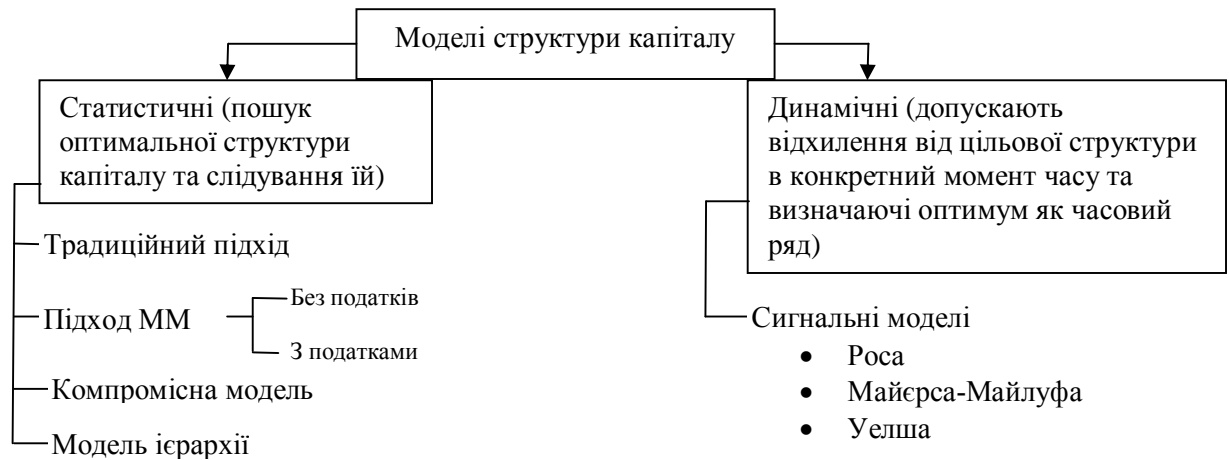 Моделі структури капіталу
Статистичні (пошук
оптимальної структури
капіталу та слідування їй)
Традиційний підхід
Підход ММ
Без податків
З податками
Компромісна модель
Модель ієрархії
Динамічні (допускають
відхилення від цільової структури
в конкретний момент часу та
визначаючі оптимум як часовий
ряд)
Сигнальні моделі
• Роса
• Майєрса-Майлуфа
• Уелша